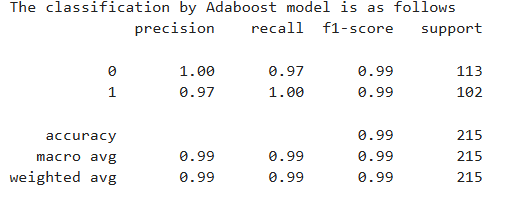 The classification by Adaboost model is as follows
precision recall f1-score support
0 1.00 0.97 0.99 113
1 0.97 1.00 0.99 102
accuracy 0.99 215
macro avg 0.99 0.99 0.99 215
weighted avg 0.99 0.99 0.99 215